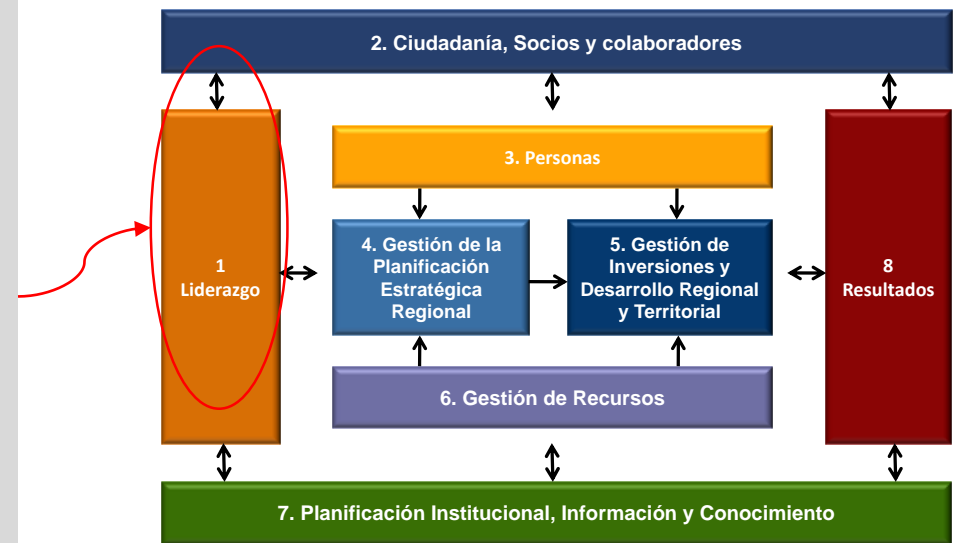 2. Ciudadanía, Socios y colaboradores
3. Personas
1
Liderazgo
4. Gestión de la
Planificación
Estratégica
Regional
5. Gestión de
Inversiones y
Desarrollo Regional
y Territorial
8
Resultados
6. Gestión de Recursos
7. Planificación Institucional, Información y Conocimiento